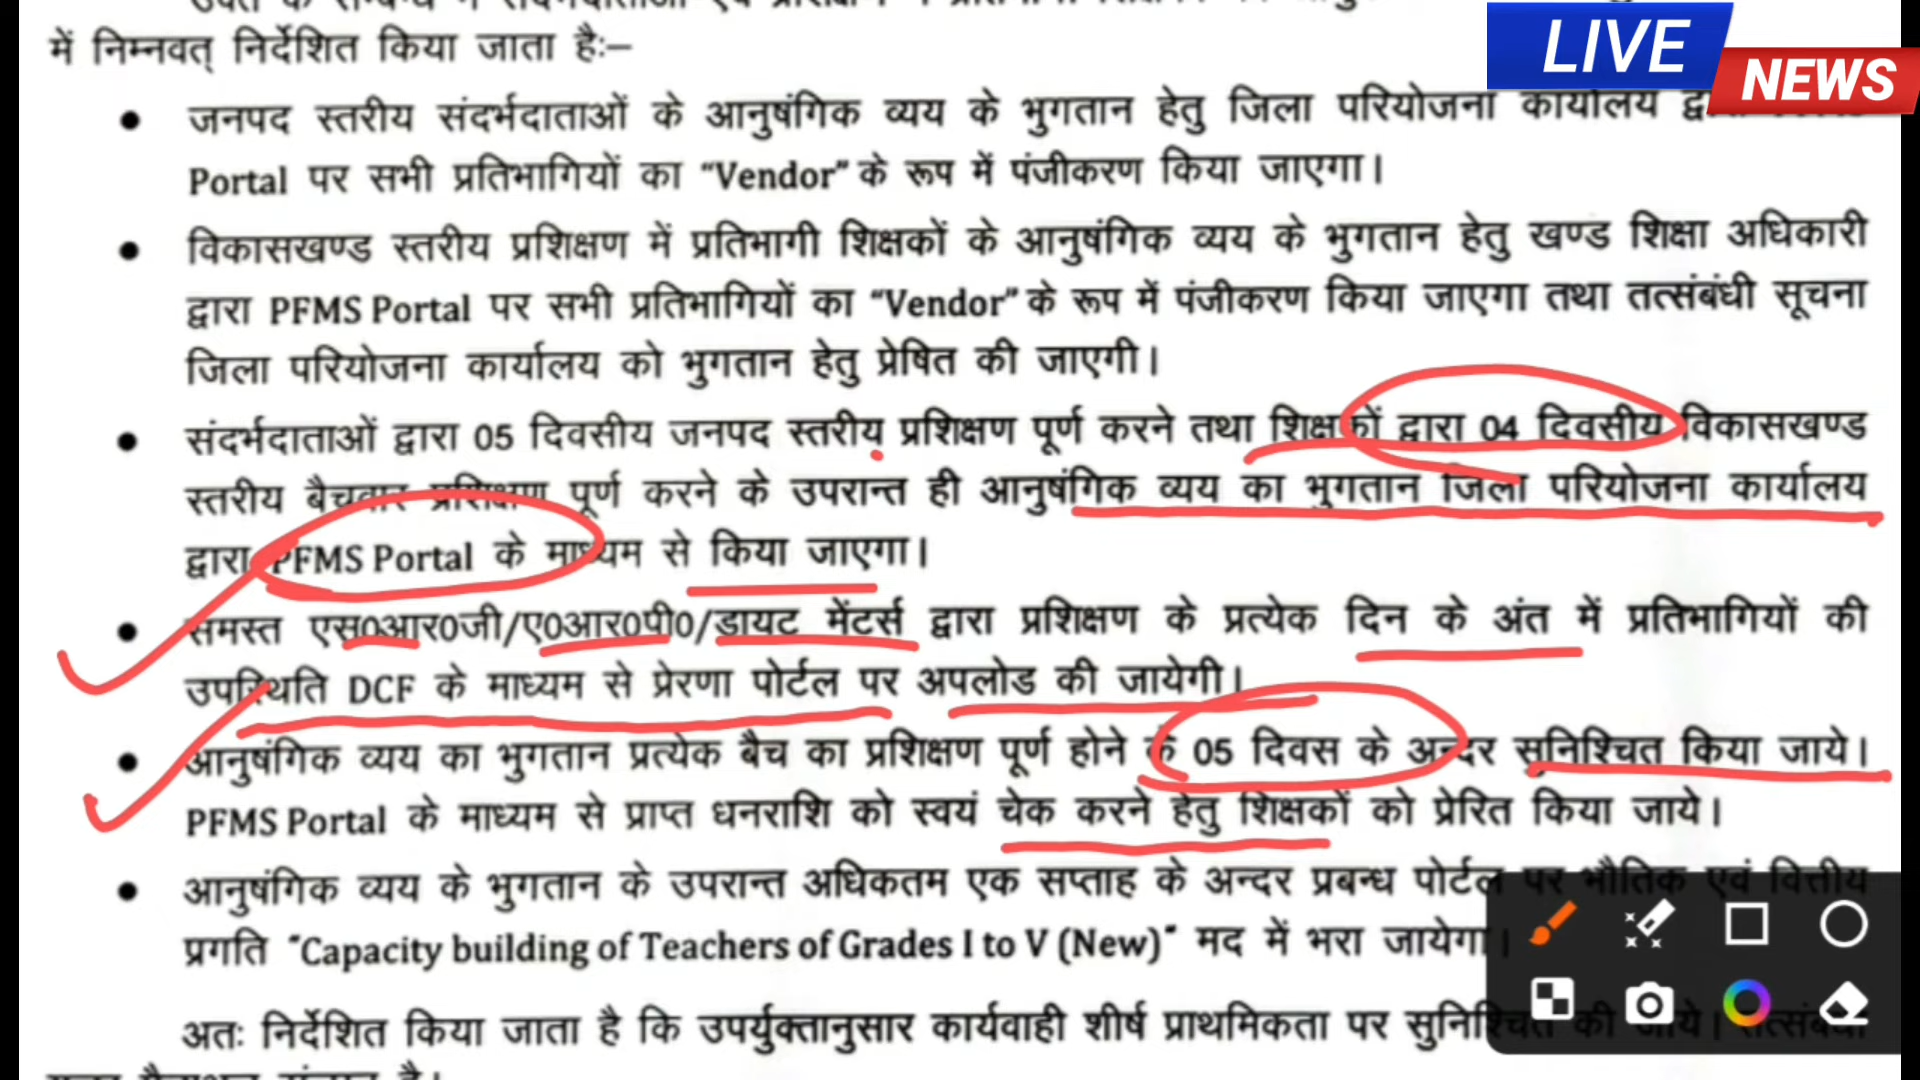 में निम्नवत् निर्देशित किया जाता है:–
LIVE
NEWS
● जनपद स्तरीय संदर्भदाताओं के आनुषंगिक व्यय के भुगतान हेतु जिला परियोजना कार्यालय
Portal पर सभी प्रतिभागियों का “Vendor” के रूप में पंजीकरण किया जाएगा।
● विकासखण्ड स्तरीय प्रशिक्षण में प्रतिभागी शिक्षकों के आनुषंगिक व्यय के भुगतान हेतु खण्ड शिक्षा अधिकारी
द्वारा PFMS Portal पर सभी प्रतिभागियों का “Vendor” के रूप में पंजीकरण किया जाएगा तथा तत्संबंधी सूचना
जिला परियोजना कार्यालय को भुगतान हेतु प्रेषित की जाएगी।
● संदर्भदाताओं द्वारा 05 दिवसीय जनपद स्तरीय प्रशिक्षण पूर्ण करने तथा शिक्षकों द्वारा 04 दिवसीय विकासखण्ड
स्तरीय बैचवार प्रशिक्षण पूर्ण करने के उपरान्त ही आनुषंगिक व्यय का भुगतान जिला परियोजना कार्यालय
द्वारा PFMS Portal के माध्यम से किया जाएगा।
● समस्त एस0आर0जी/ए0आर0पी0/डायट मेंटर्स द्वारा प्रशिक्षण के प्रत्येक दिन के अंत में प्रतिभागियों की
उपस्थिति DCF के माध्यम से प्रेरणा पोर्टल पर अपलोड की जायेगी।
● आनुषंगिक व्यय का भुगतान प्रत्येक बैच का प्रशिक्षण पूर्ण होने के 05 दिवस के अन्दर सुनिश्चित किया जाये।
PFMS Portal के माध्यम से प्राप्त धनराशि को स्वयं चेक करने हेतु शिक्षकों को प्रेरित किया जाये।
● आनुषंगिक व्यय के भुगतान के उपरान्त अधिकतम एक सप्ताह के अन्दर प्रबन्ध पोर्टल पर भौतिक एवं वित्तीय
प्रगति "Capacity building of Teachers of Grades I to V (New)" मद में भरा जायेगा।
अतः निर्देशित किया जाता है कि उपर्युक्तानुसार कार्यवाही शीर्ष प्राथमिकता पर सुनिश्चित की जाये।